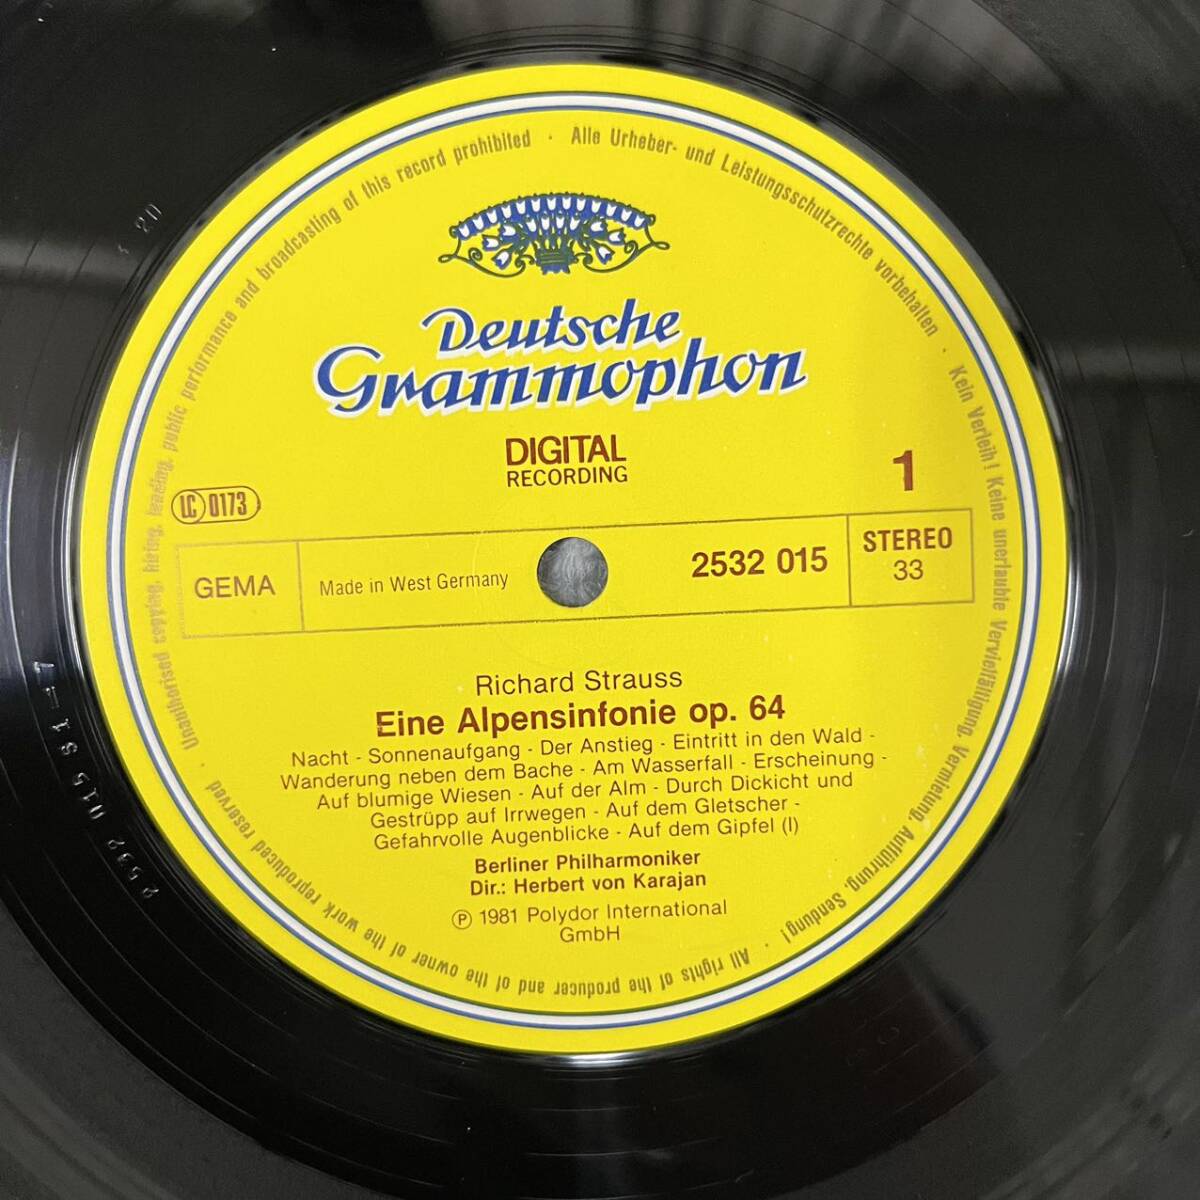 Deutsche
Grammophon
DIGITAL
RECORDING
1
LC 0173
GEMA
Made in West Germany
2532 015
STEREO
33
Richard Strauss
Eine Alpensinfonie op. 64
Nacht - Sonnenaufgang - Der Anstieg - Eintritt in den Wald -
Wanderung neben dem Bache - Am Wasserfall - Erscheinung -
Auf blumige Wiesen - Auf der Alm - Durch Dickicht und
Gestrüpp auf Irrwegen - Auf dem Gletscher -
Gefahrvolle Augenblicke - Auf dem Gipfel (I)
Berliner Philharmoniker
Dir.: Herbert von Karajan
℗ 1981 Polydor International
GmbH
Alle Urheber- und Leistungsschutzrechte vorbehalten · Kein Verleih! Keine unerlaubte Vervielfältigung, Vermietung, Aufführung, Sendung! · All rights of the producer and of the owner of the work reproduced reserved · Unauthorised copying, hiring, lending, public performance and broadcasting of this record prohibited ·
2532 015 S1
20